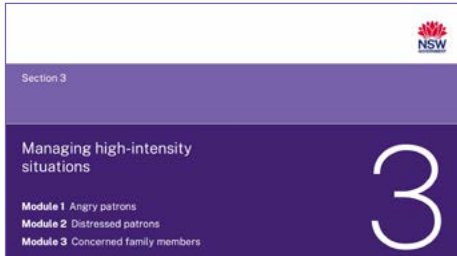 NSW
GOVERNMENT
Section 3
Managing high-intensity
situations
3
Module 1 Angry patrons
Module 2 Distressed patrons
Module 3 Concerned family members